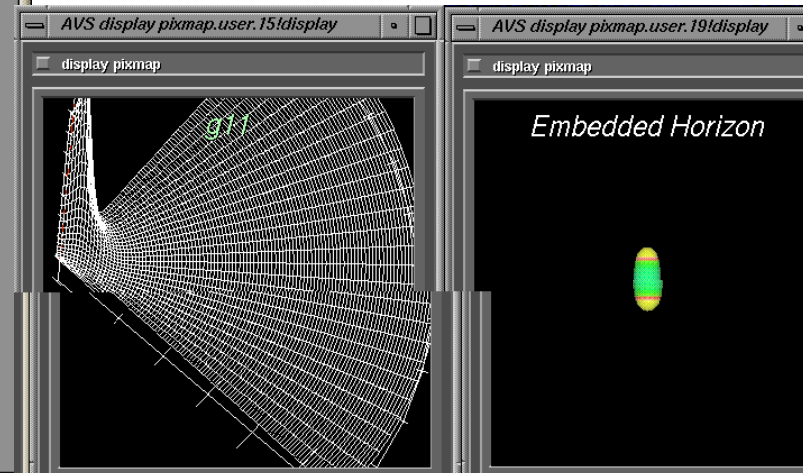 AVS display pixmap.user.15!display
display pixmap
g11
AVS display pixmap.user.19!display
display pixmap
Embedded Horizon